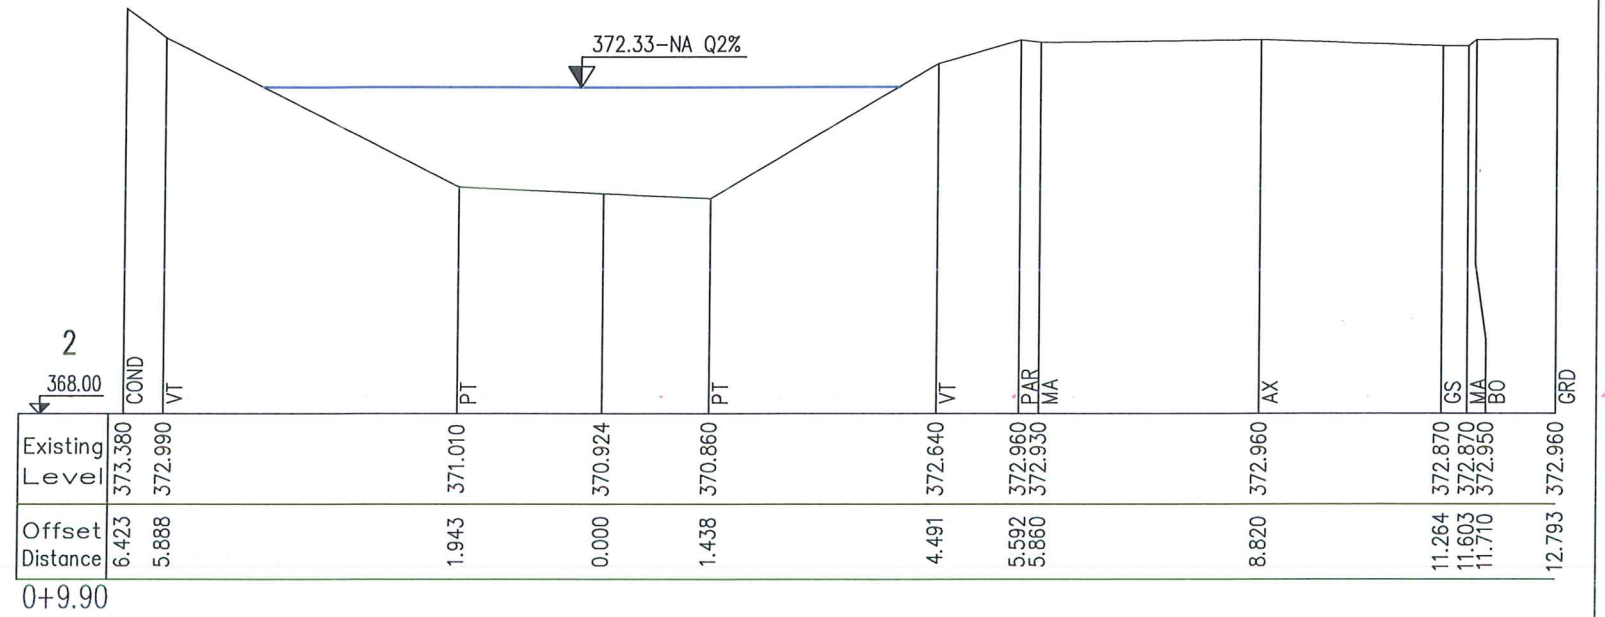 372.33-NA Q2%
2
368.00
COND
VT
PT
PT
VT
PAR
MA
AX
GS
MA
BO
GRD
Existing Level 373.380 372.990 371.010 370.924 370.860 372.640 372.960 372.930 372.960 372.870 372.870 372.950 372.960
Offset Distance 6.423 5.888 1.943 0.000 1.438 4.491 5.592 5.860 8.820 11.264 11.603 11.710 12.793
0+9.90